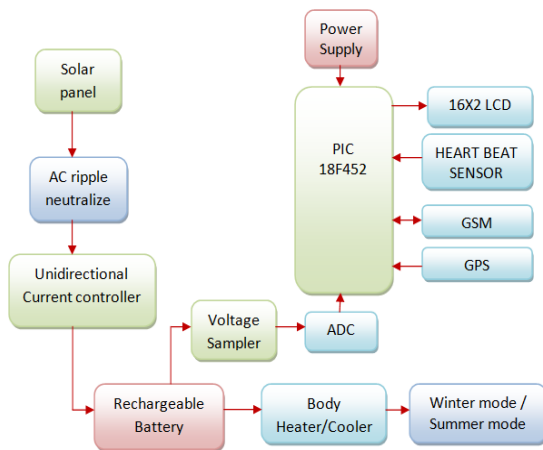 Power
Supply
Solar
panel
PIC
18F452
16X2 LCD
HEART BEAT
SENSOR
AC ripple
neutralize
GSM
GPS
Unidirectional
Current controller
Voltage
Sampler
ADC
Rechargeable
Battery
Body
Heater/Cooler
Winter mode /
Summer mode